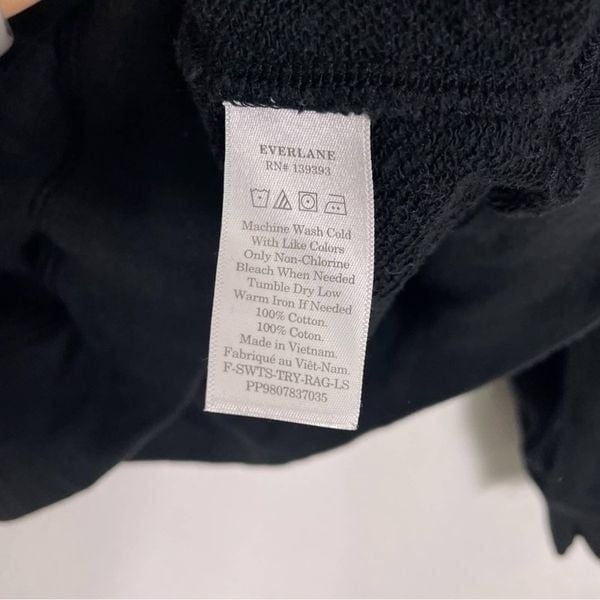 EVERLANE
RN# 139393
Machine Wash Cold
With Like Colors
Only Non-Chlorine
Bleach When Needed
Tumble Dry Low
Warm Iron If Needed
100% Cotton.
100% Coton.
Made in Vietnam.
Fabriqué au Viêt-Nam.
F-SWTS-TRY-RAG-LS
PP9807837035